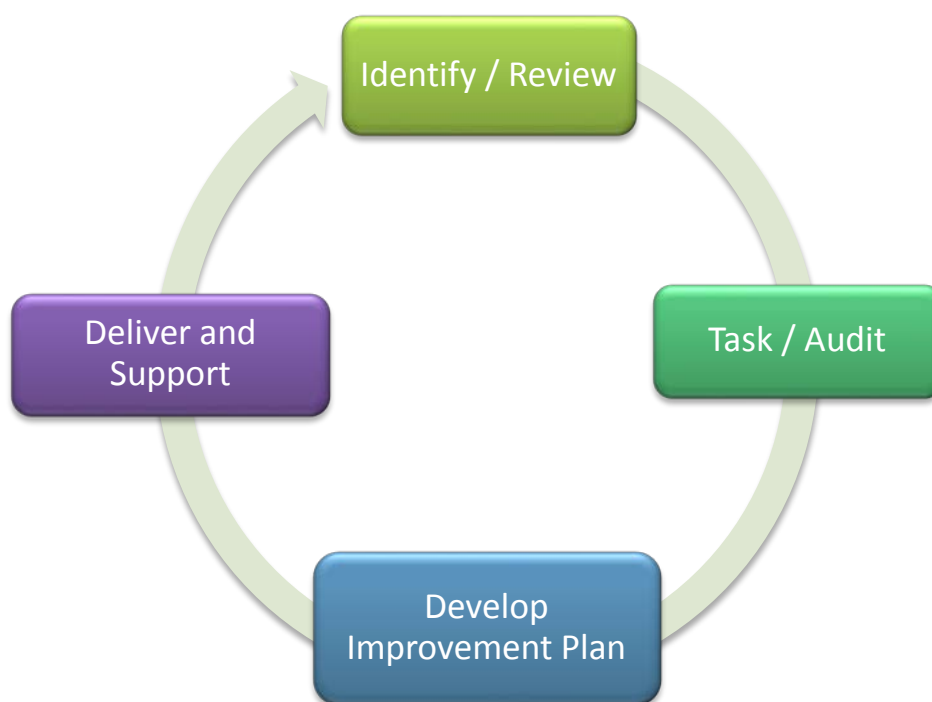 Identify / Review
Task / Audit
Develop
Improvement Plan
Deliver and
Support